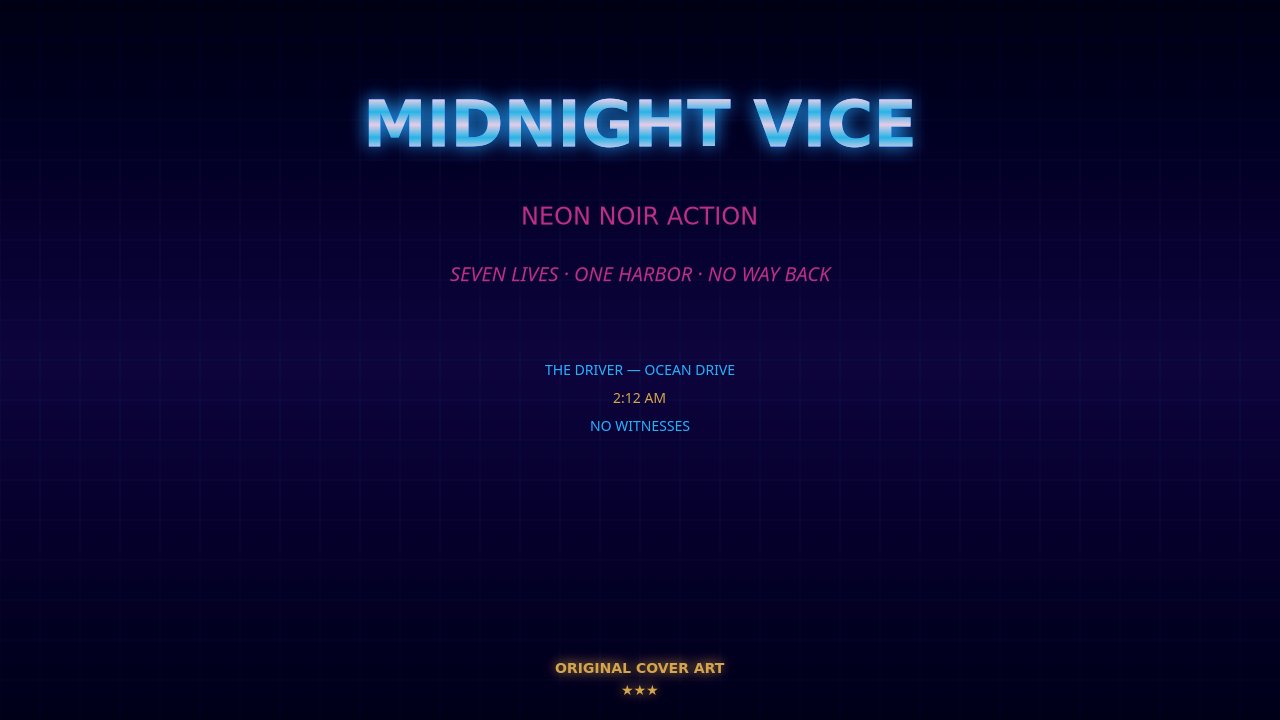 MIDNIGHT VICE
NEON NOIR ACTION
SEVEN LIVES · ONE HARBOR · NO WAY BACK
THE DRIVER — OCEAN DRIVE
2:12 AM
NO WITNESSES
ORIGINAL COVER ART
★★★